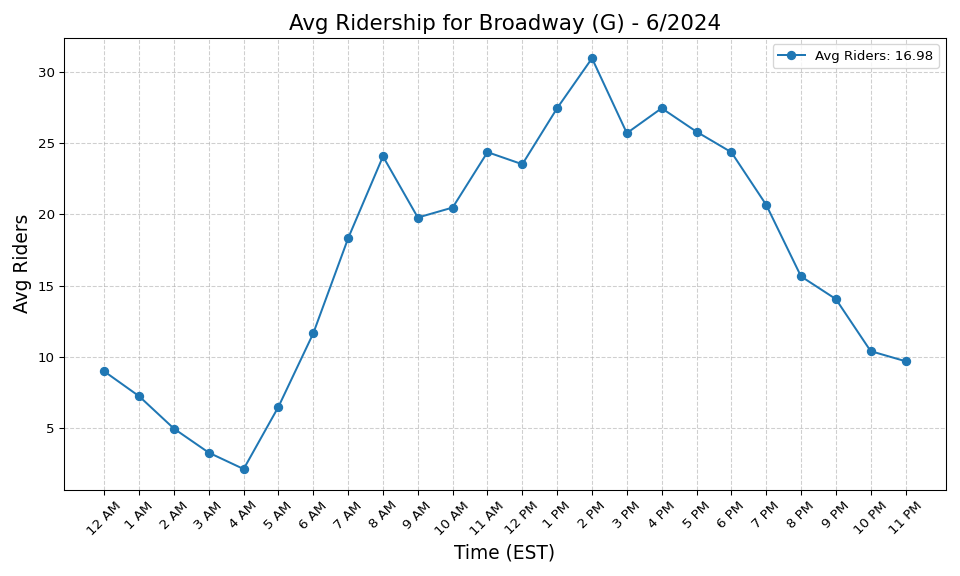 Avg Ridership for Broadway (G) - 6/2024
Avg Riders: 16.98
30
25
20
15
10
5
Avg Riders
12 AM 1 AM 2 AM 3 AM 4 AM 5 AM 6 AM 7 AM 8 AM 9 AM 10 AM 11 AM 12 PM 1 PM 2 PM 3 PM 4 PM 5 PM 6 PM 7 PM 8 PM 9 PM 10 PM 11 PM
Time (EST)